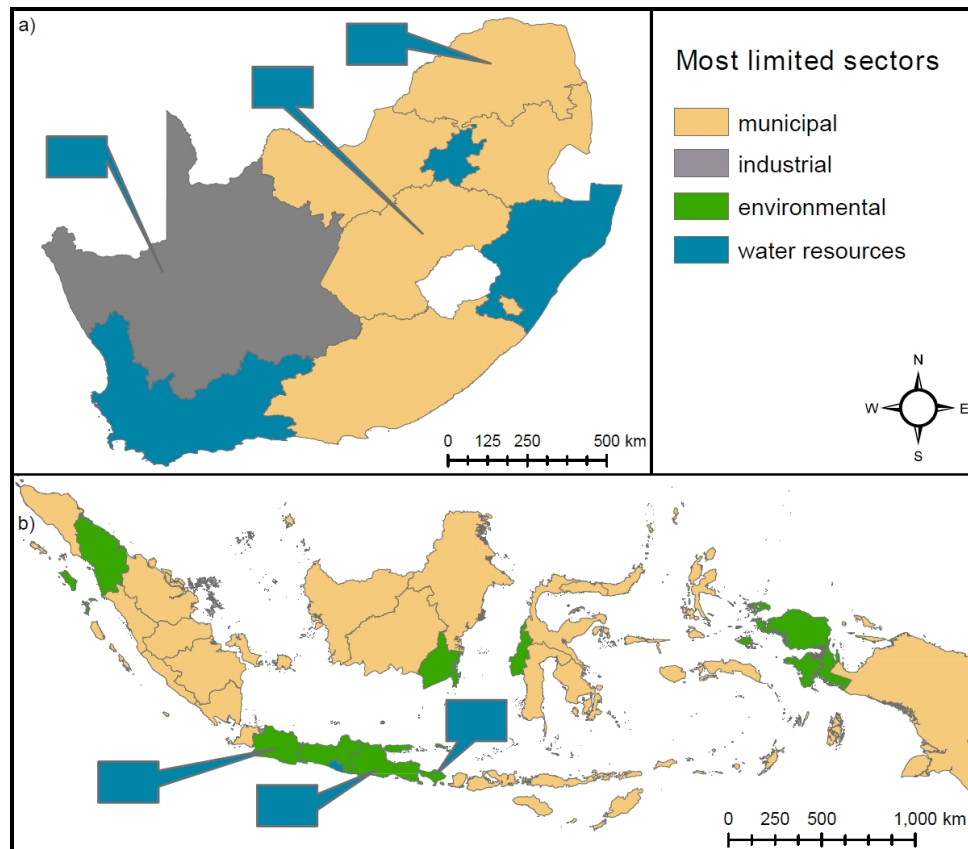 a)
Most limited sectors
municipal
industrial
environmental
water resources
N
W E
S
0 125 250 500 km
b)
0 250 500 1,000 km